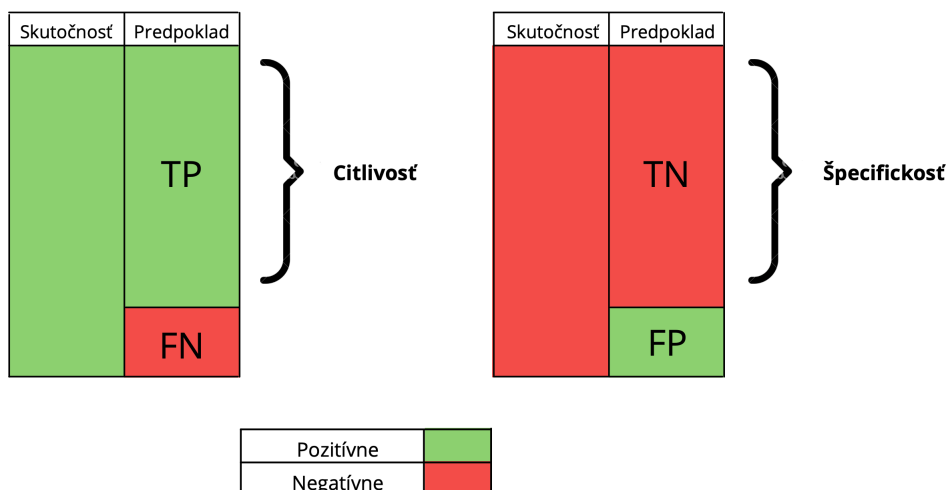 Skutočnosť Predpoklad
TP
FN
Citlivosť
Skutočnosť Predpoklad
TN
FP
Špecifickosť
Pozitívne
Negatívne